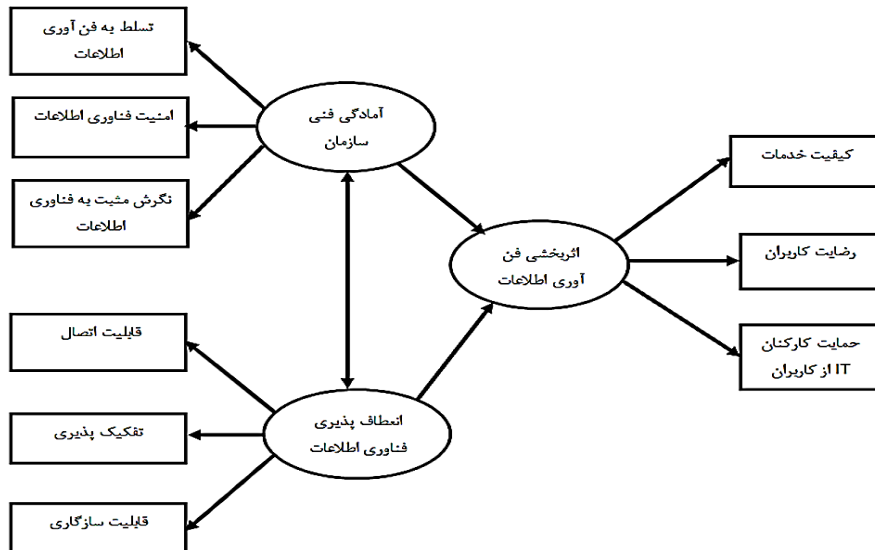 تسلط به فن آوری
اطلاعات
امنیت فناوری اطلاعات
نگرش مثبت به فناوری
اطلاعات
آمادگی فنی
سازمان
کیفیت خدمات
رضایت کاربران
حمایت کارکنان
IT از کاربران
اثربخشی فن
آوری اطلاعات
قابلیت اتصال
تفکیک پذیری
قابلیت سازگاری
انعطاف پذیری
فناوری اطلاعات